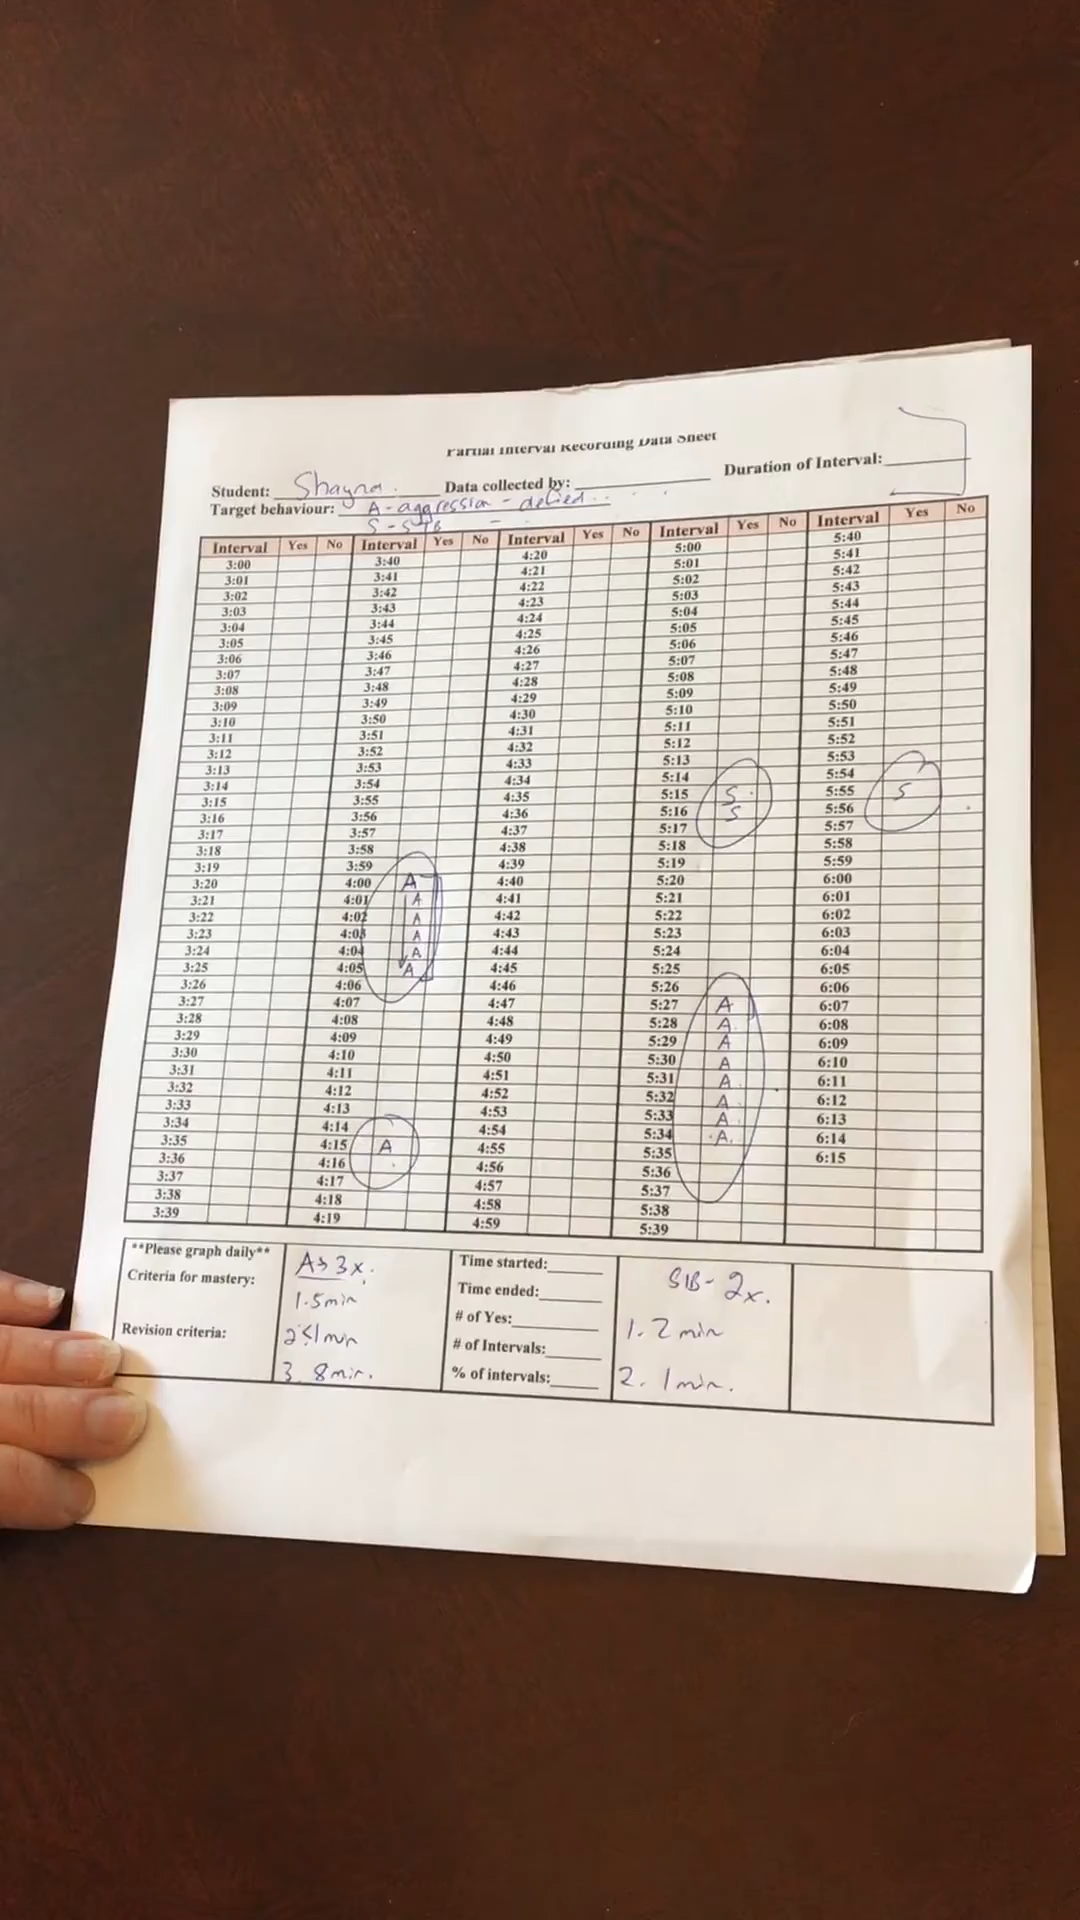 Partial Interval Recording Data Sheet
Student: Shayna. Data collected by: Duration of Interval:
Target behaviour: A - aggression - defied..
S - SIB -
Interval Yes No Interval Yes No Interval Yes No Interval Yes No Interval Yes No
3:00 3:40 4:20 5:00 5:40
3:01 3:41 4:21 5:01 5:41
3:02 3:42 4:22 5:02 5:42
3:03 3:43 4:23 5:03 5:43
3:04 3:44 4:24 5:04 5:44
3:05 3:45 4:25 5:05 5:45
3:06 3:46 4:26 5:06 5:46
3:07 3:47 4:27 5:07 5:47
3:08 3:48 4:28 5:08 5:48
3:09 3:49 4:29 5:09 5:49
3:10 3:50 4:30 5:10 5:50
3:11 3:51 4:31 5:11 5:51
3:12 3:52 4:32 5:12 5:52
3:13 3:53 4:33 5:13 5:53
3:14 3:54 4:34 5:14 5:54
3:15 3:55 4:35 5:15 S 5:55 S
3:16 3:56 4:36 5:16 S 5:56
3:17 3:57 4:37 5:17 5:57
3:18 3:58 4:38 5:18 5:58
3:19 3:59 4:39 5:19 5:59
3:20 4:00 A 4:40 5:20 6:00
3:21 4:01 A 4:41 5:21 6:01
3:22 4:02 A 4:42 5:22 6:02
3:23 4:03 A 4:43 5:23 6:03
3:24 4:04 A 4:44 5:24 6:04
3:25 4:05 A 4:45 5:25 6:05
3:26 4:06 4:46 5:26 6:06
3:27 4:07 4:47 5:27 A 6:07
3:28 4:08 4:48 5:28 A 6:08
3:29 4:09 4:49 5:29 A 6:09
3:30 4:10 4:50 5:30 A 6:10
3:31 4:11 4:51 5:31 A 6:11
3:32 4:12 4:52 5:32 A 6:12
3:33 4:13 4:53 5:33 A 6:13
3:34 4:14 4:54 5:34 A 6:14
3:35 4:15 A 4:55 5:35 6:15
3:36 4:16 4:56 5:36
3:37 4:17 4:57 5:37
3:38 4:18 4:58 5:38
3:39 4:19 4:59 5:39
**Please graph daily**
Criteria for mastery:
Revision criteria:
A → 3x.
1. 5min
2. <1min
3. 8min.
Time started:
Time ended:
# of Yes:
# of Intervals:
% of intervals:
SIB - 2x.
1. 2 min
2. 1min.